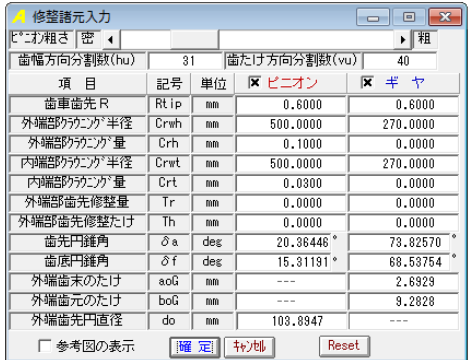 修整諸元入力
ピニオン粗さ 密 粗
歯幅方向分割数(hu) 31 歯たけ方向分割数(vu) 40
項 目 記号 単位 ピニオン ギ ヤ
歯車歯先R Rtip mm 0.6000 0.6000
外端部クラウニング半径 Crwh mm 500.0000 270.0000
外端部クラウニング量 Crh mm 0.1000 0.0000
内端部クラウニング半径 Crwt mm 500.0000 270.0000
内端部クラウニング量 Crt mm 0.0300 0.0000
外端部歯先修整量 Tr mm 0.0000 0.0000
外端部歯先修整たけ Th mm 0.0000 0.0000
歯先円錐角 δa deg 20.36446 ° 73.82570 °
歯底円錐角 δf deg 15.31191 ° 68.53754 °
外端歯末のたけ aoG mm --- 2.6929
外端歯元のたけ boG mm --- 9.2828
外端歯先円直径 do mm 103.8947 ---
参考図の表示 確 定 キャンセル Reset